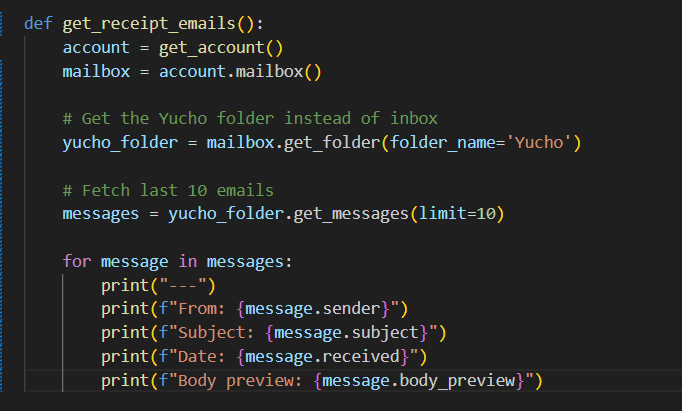 def get_receipt_emails():
    account = get_account()
    mailbox = account.mailbox()

    # Get the Yucho folder instead of inbox
    yucho_folder = mailbox.get_folder(folder_name='Yucho')

    # Fetch last 10 emails
    messages = yucho_folder.get_messages(limit=10)

    for message in messages:
        print("---")
        print(f"From: {message.sender}")
        print(f"Subject: {message.subject}")
        print(f"Date: {message.received}")
        print(f"Body preview: {message.body_preview}")